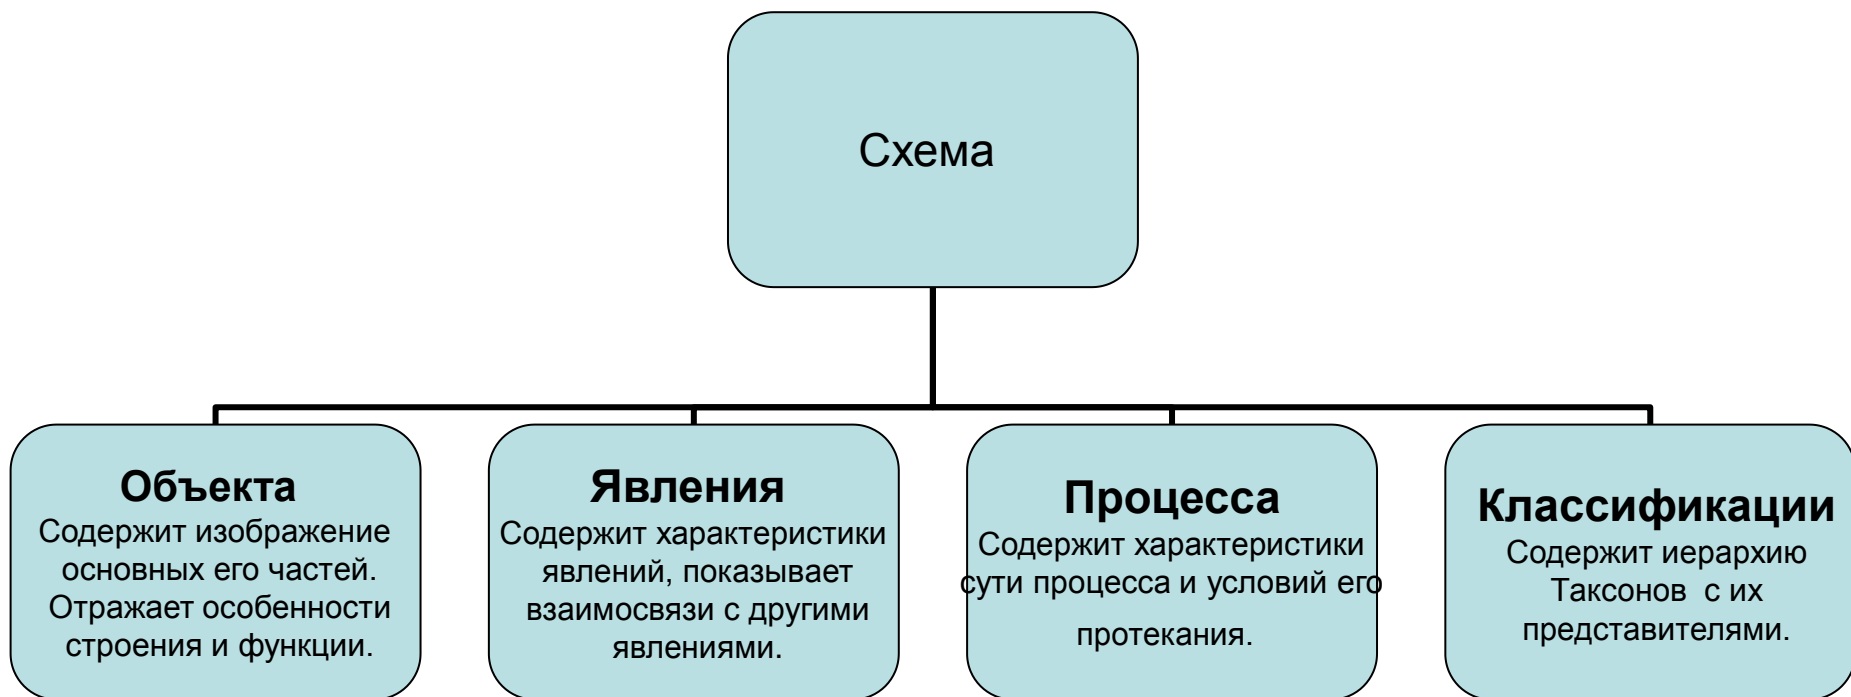 Схема
Объекта
Содержит изображение
основных его частей.
Отражает особенности
строения и функции.
Явления
Содержит характеристики
явлений, показывает
взаимосвязи с другими
явлениями.
Процесса
Содержит характеристики
сути процесса и условий его
протекания.
Классификации
Содержит иерархию
Таксонов с их
представителями.